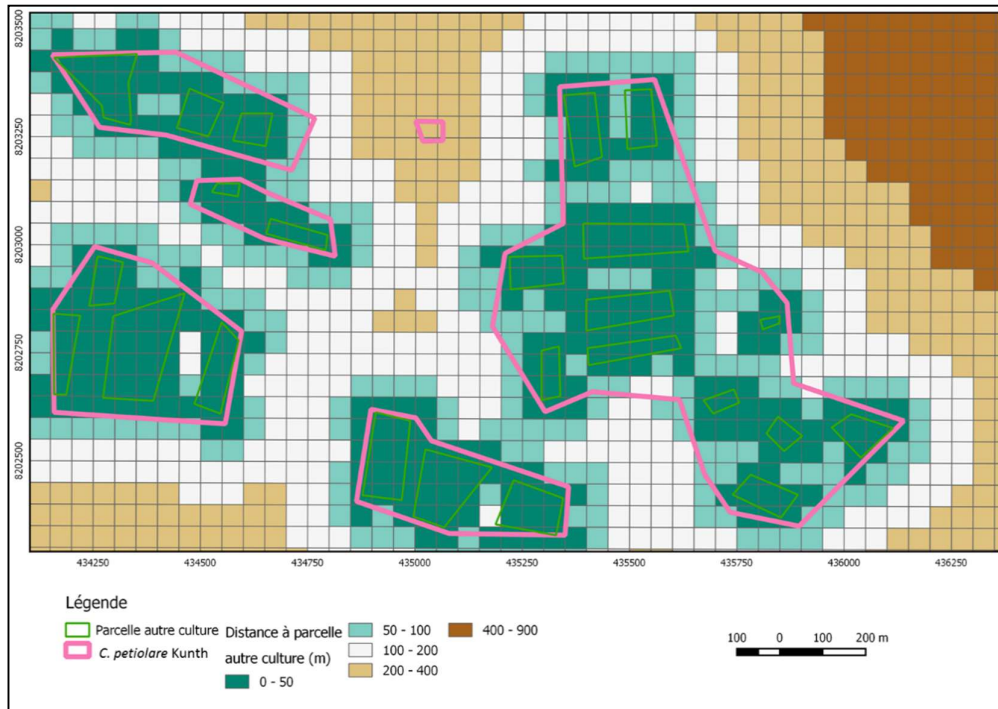 8203500
8203250
8203000
8202750
8202500
434250 434500 434750 435000 435250 435500 435750 436000 436250
Légende
Parcelle autre culture
C. petiolare Kunth
Distance à parcelle
autre culture (m)
0 - 50
50 - 100
100 - 200
200 - 400
400 - 900
100 0 100 200 m